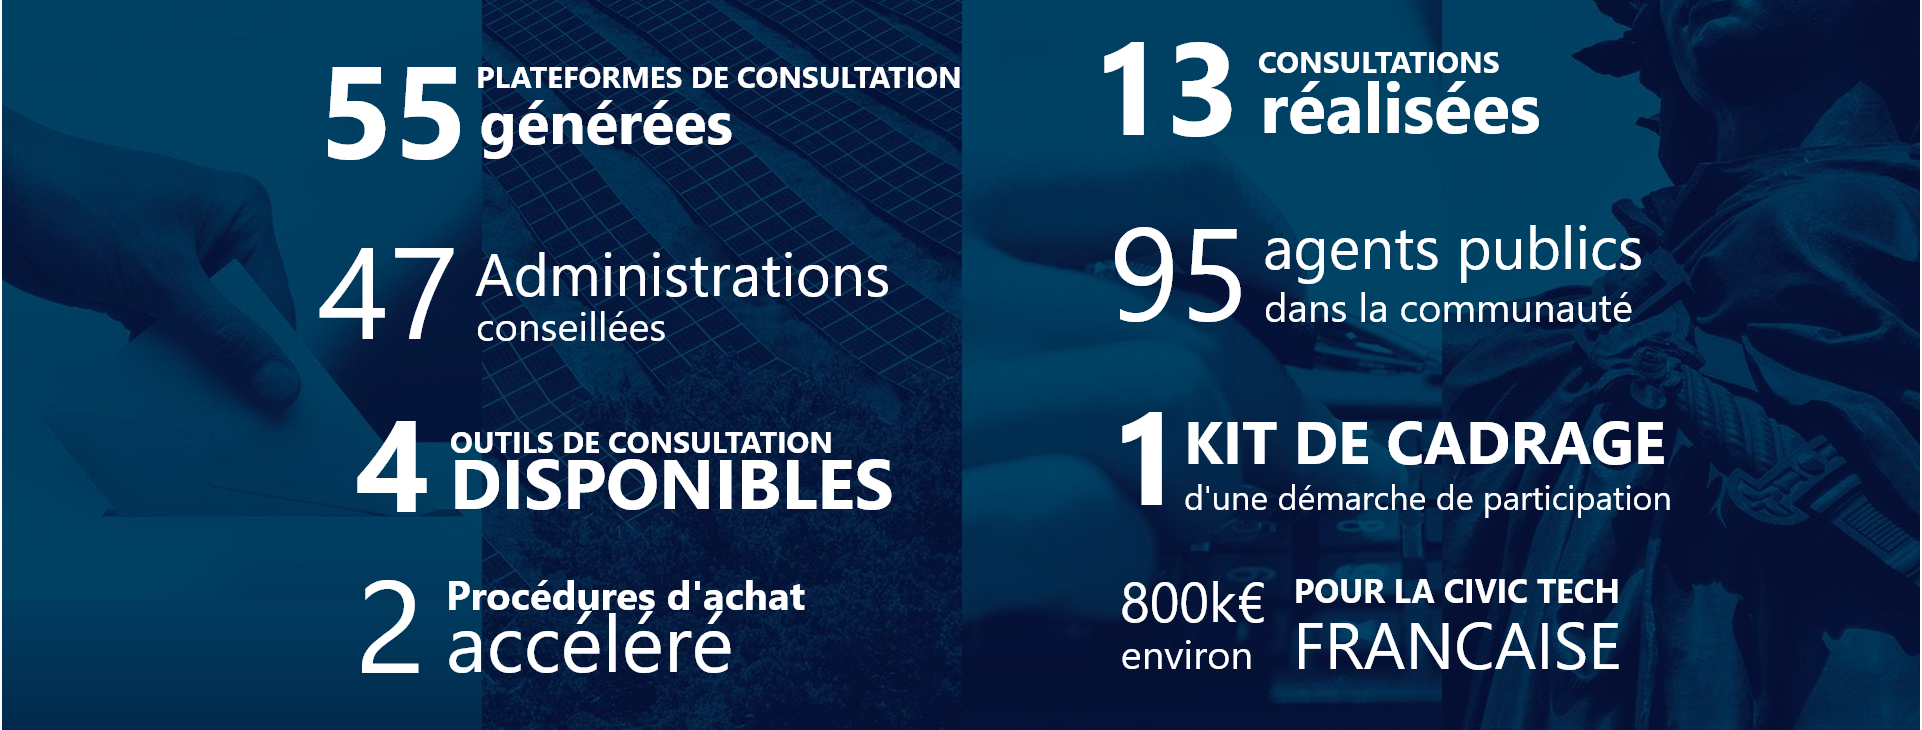 55 PLATEFORMES DE CONSULTATION
générées
47 Administrations
conseillées
4 OUTILS DE CONSULTATION
DISPONIBLES
2 Procédures d'achat
accéléré
13 CONSULTATIONS
réalisées
95 agents publics
dans la communauté
1 KIT DE CADRAGE
d'une démarche de participation
800k€ POUR LA CIVIC TECH
environ FRANCAISE